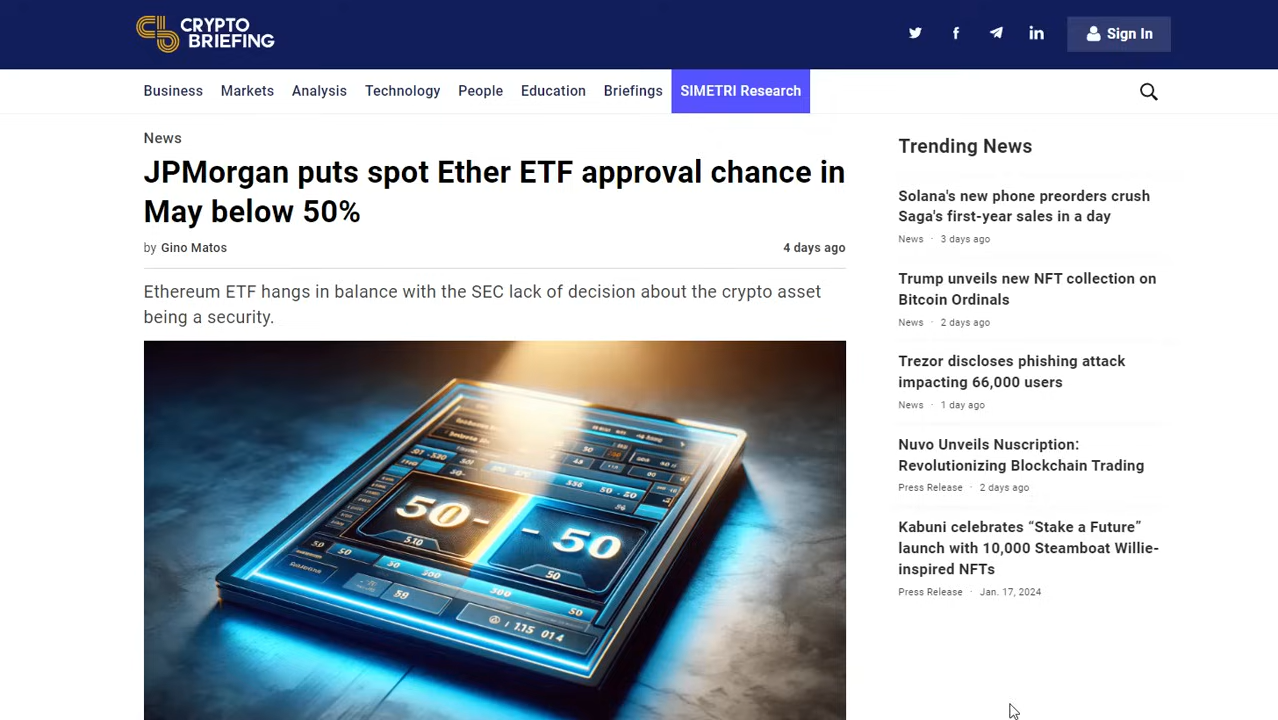 CRYPTO
BRIEFING
Sign In
Business Markets Analysis Technology People Education Briefings SIMETRI Research
News
JPMorgan puts spot Ether ETF approval chance in
May below 50%
by Gino Matos
4 days ago
Ethereum ETF hangs in balance with the SEC lack of decision about the crypto asset
being a security.
50-
- 50
5.10
50
Trending News
Solana's new phone preorders crush
Saga's first-year sales in a day
News · 3 days ago
Trump unveils new NFT collection on
Bitcoin Ordinals
News · 2 days ago
Trezor discloses phishing attack
impacting 66,000 users
News · 1 day ago
Nuvo Unveils Nuscription:
Revolutionizing Blockchain Trading
Press Release · 2 days ago
Kabuni celebrates “Stake a Future”
launch with 10,000 Steamboat Willie-
inspired NFTs
Press Release · Jan. 17, 2024